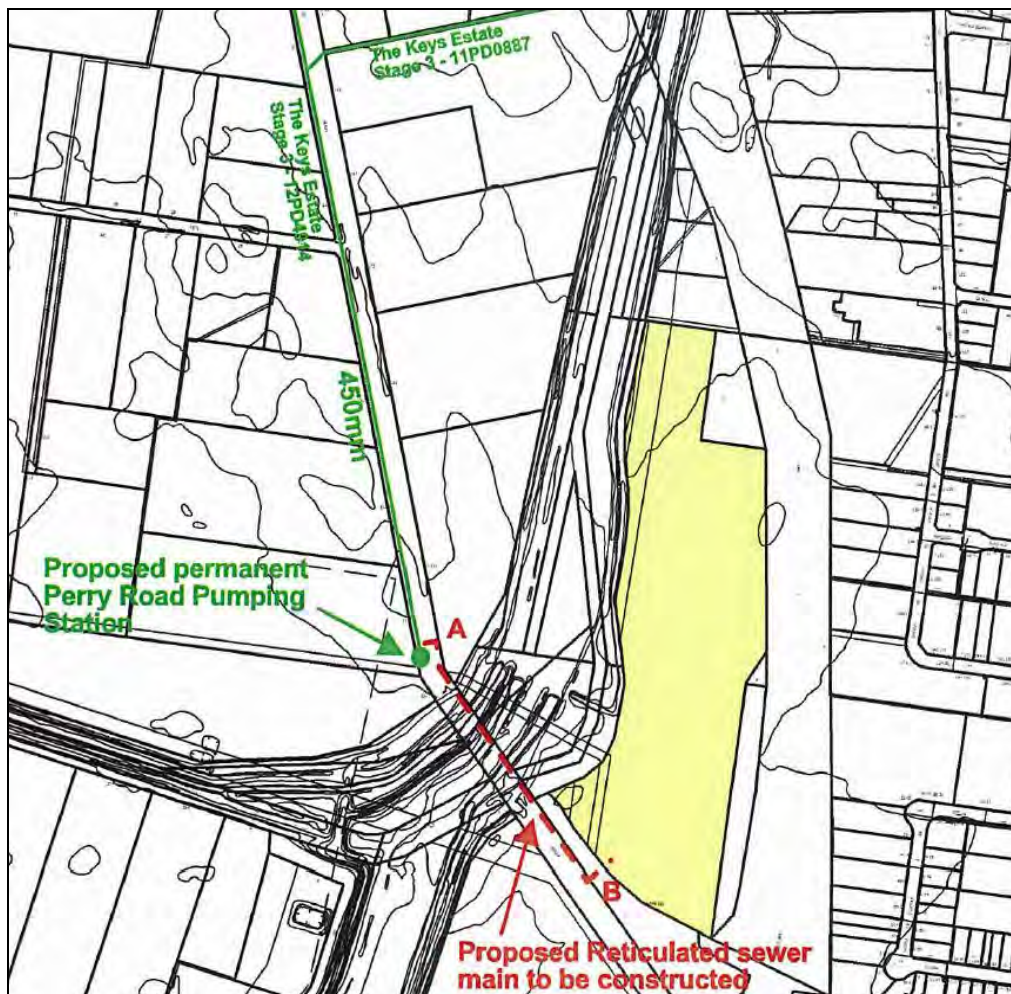 The Keys Estate
Stage 3 - 11PD0887
The Keys Estate
Stage 3 - 12PD4914
450mm
Proposed permanent
Perry Road Pumping
Station
A
B
Proposed Reticulated sewer
main to be constructed